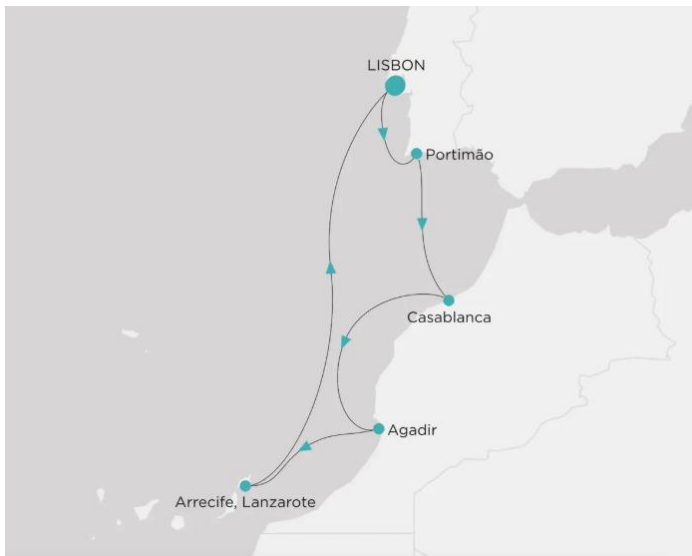 LISBON
Portimão
Casablanca
Agadir
Arrecife, Lanzarote